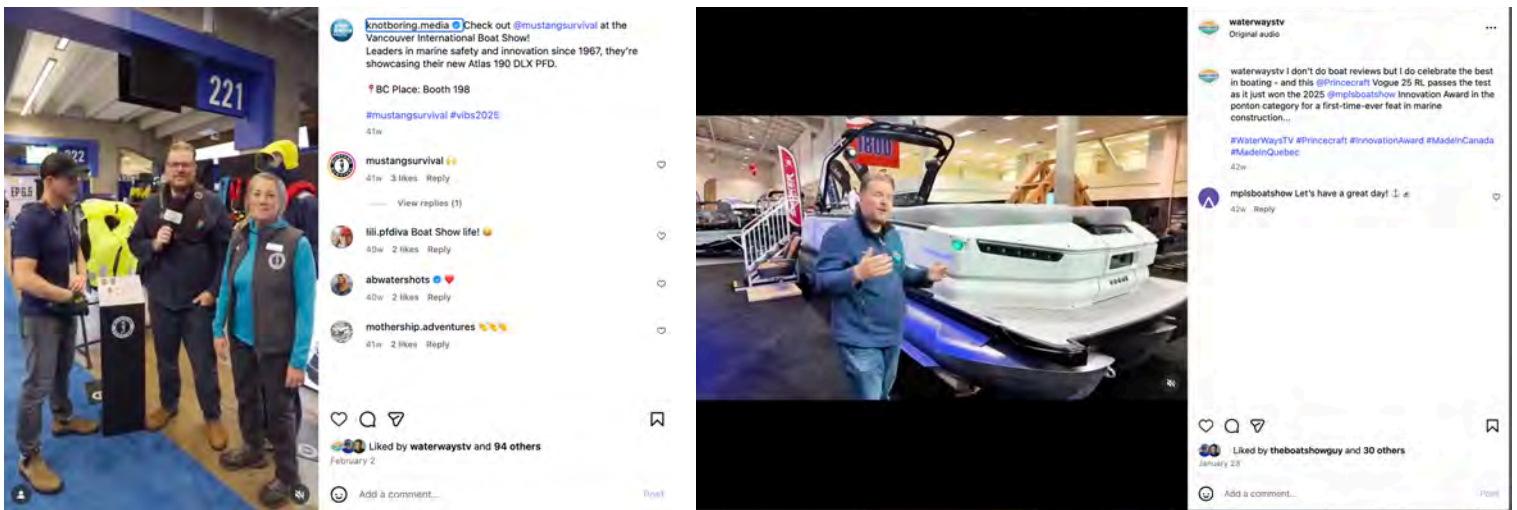 221
222
EP 6.5
knotboring.media Check out @mustangsurvival at the
Vancouver International Boat Show!
Leaders in marine safety and innovation since 1967, they're
showcasing their new Atlas 190 DLX PFD.
📍BC Place: Booth 198
#mustangsurvival #vibs2025
41w
mustangsurvival 🙌
41w 3 likes Reply
View replies (1)
lili.pfdiva Boat Show life! 😀
40w 2 likes Reply
abwatershots ❤️
40w 2 likes Reply
mothership.adventures 👏👏👏
41w 2 likes Reply
Liked by waterwaystv and 94 others
February 2
Add a comment...
Post
1800
VOGUE
waterwaystv
Original audio
waterwaystv I don't do boat reviews but I do celebrate the best
in boating - and this @Princecraft Vogue 25 RL passes the test
as it just won the 2025 @mplsboatshow Innovation Award in the
ponton category for a first-time-ever feat in marine
construction...
#WaterWaysTV #Princecraft #InnovationAward #MadeInCanada
#MadeInQuebec
42w
mplsboatshow Let's have a great day! ⚓
42w Reply
Liked by theboatshowguy and 30 others
January 28
Add a comment...
Post